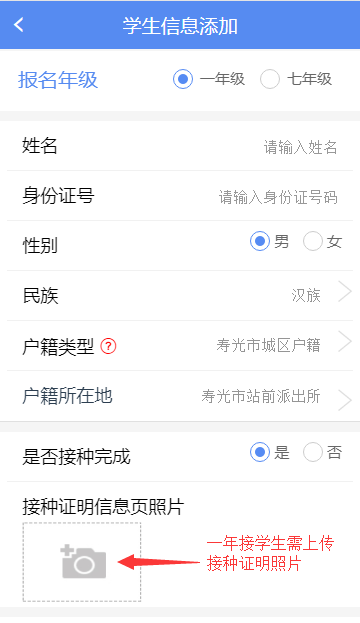 学生信息添加
报名年级 一年级 七年级
姓名 请输入姓名
身份证号 请输入身份证号码
性别 男 女
民族 汉族
户籍类型 ? 寿光市城区户籍
户籍所在地 寿光市站前派出所
是否接种完成 是 否
接种证明信息页照片
一年接学生需上传
接种证明照片